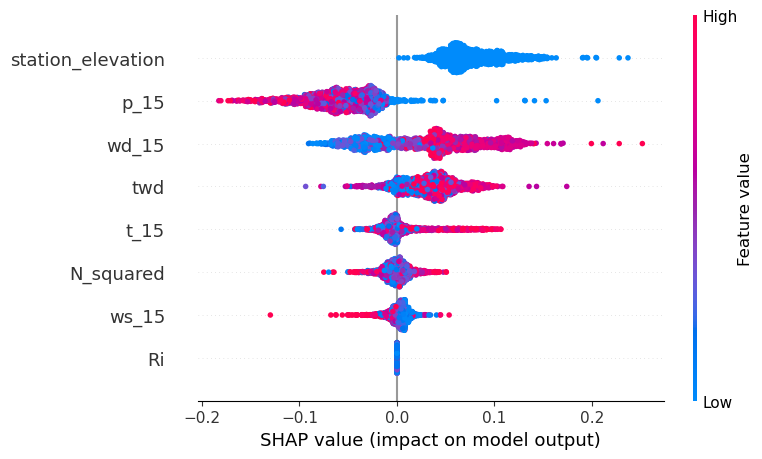 High
station_elevation
p_15
wd_15
twd
t_15
N_squared
ws_15
Ri
Feature value
Low
−0.2
−0.1
0.0
0.1
0.2
SHAP value (impact on model output)